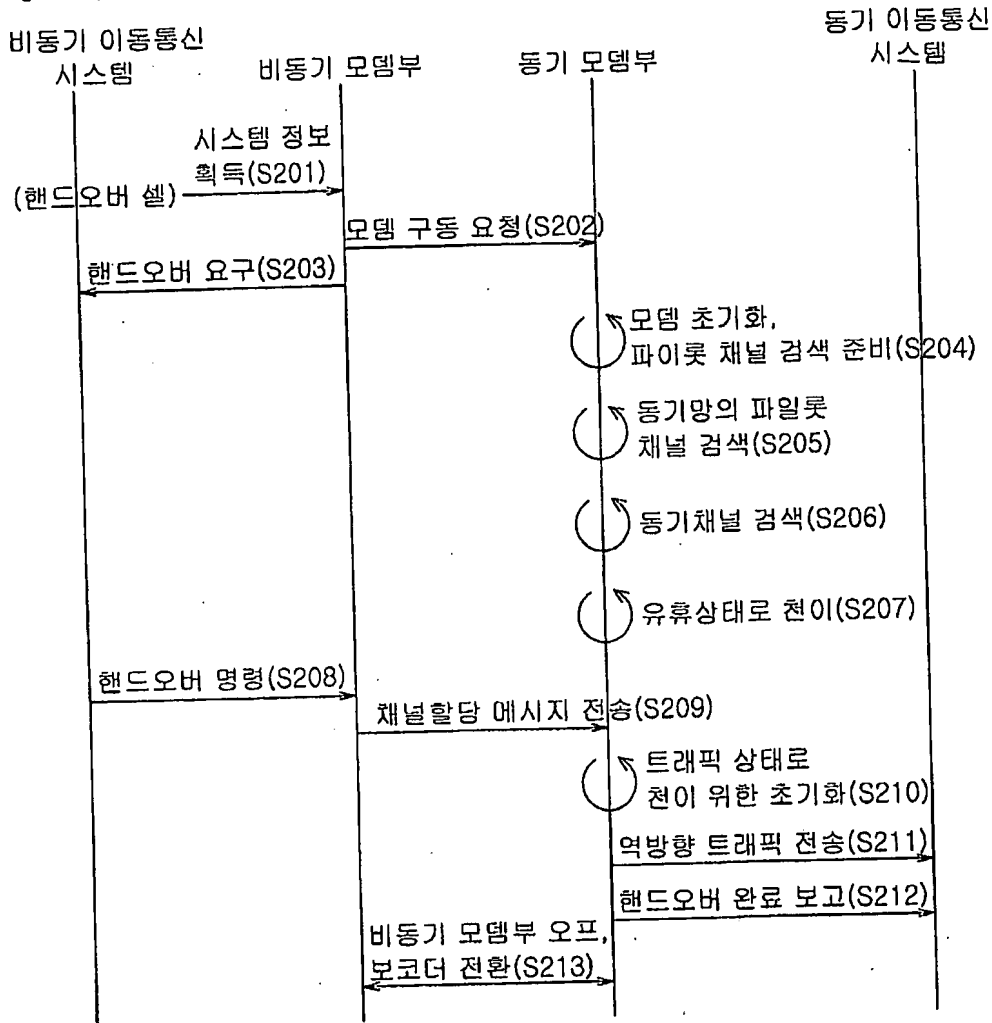 비동기 이동통신
시스템
비동기 모뎀부
동기 모뎀부
동기 이동통신
시스템
시스템 정보
획득(S201)
(핸드오버 셀)
모뎀 구동 요청(S202)
핸드오버 요구(S203)
모뎀 초기화,
파이롯 채널 검색 준비(S204)
동기망의 파일롯
채널 검색(S205)
동기채널 검색(S206)
유휴상태로 천이(S207)
핸드오버 명령(S208)
채널할당 메시지 전송(S209)
트래픽 상태로
천이 위한 초기화(S210)
역방향 트래픽 전송(S211)
핸드오버 완료 보고(S212)
비동기 모뎀부 오프,
보코더 전환(S213)